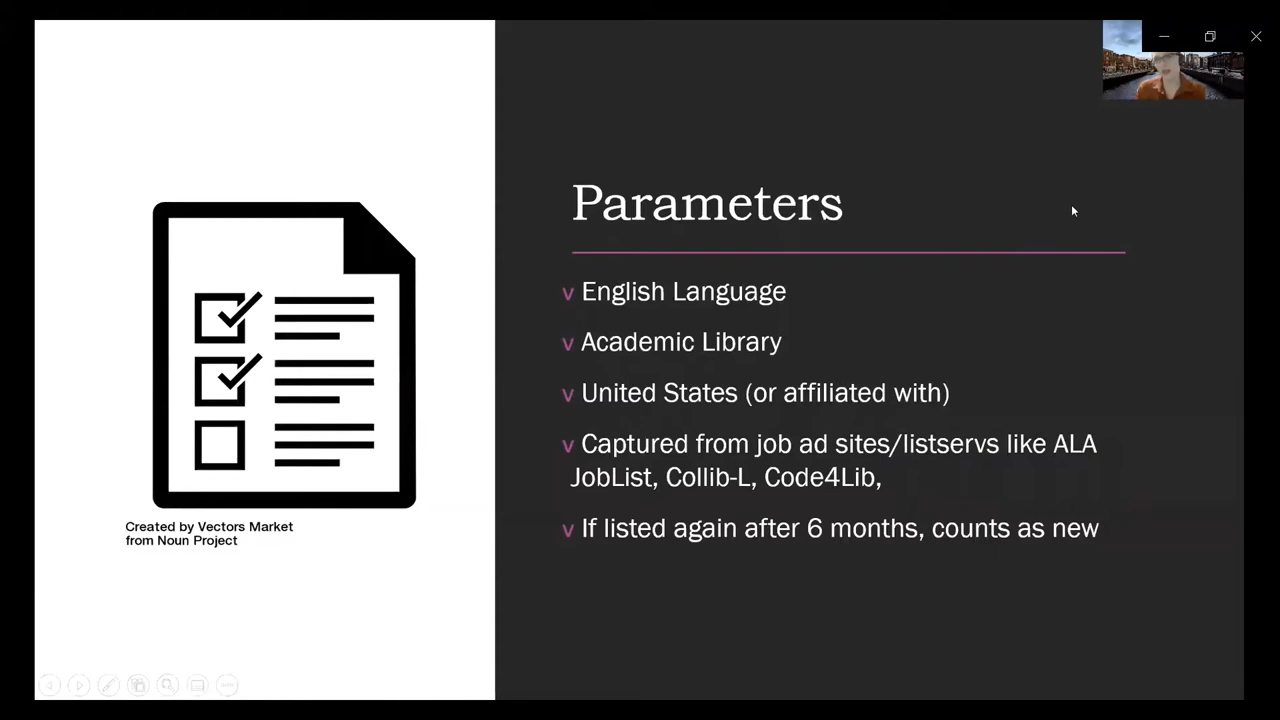 Parameters
v English Language
v Academic Library
v United States (or affiliated with)
v Captured from job ad sites/listservs like ALA
JobList, Collib-L, Code4Lib,
v If listed again after 6 months, counts as new
Created by Vectors Market
from Noun Project